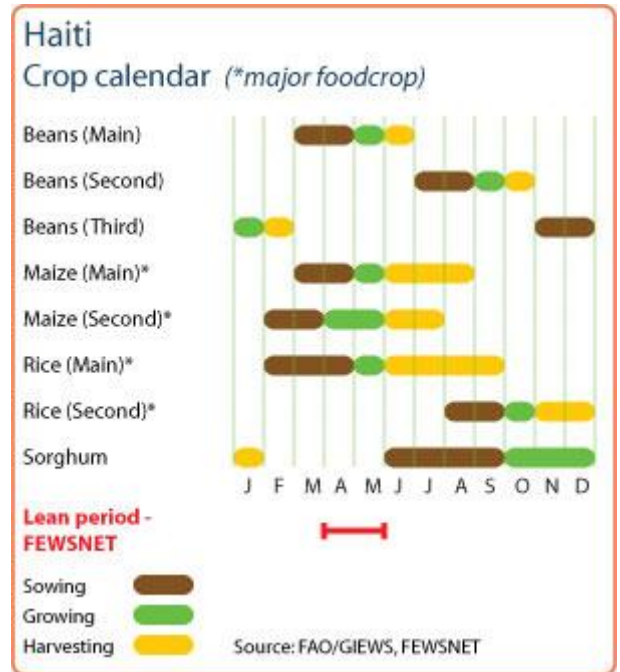 Haiti
Crop calendar (*major foodcrop)
Beans (Main)
Beans (Second)
Beans (Third)
Maize (Main)*
Maize (Second)*
Rice (Main)*
Rice (Second)*
Sorghum
J F M A M J J A S O N D
Lean period -
FEWSNET
Sowing
Growing
Harvesting
Source: FAO/GIEWS, FEWSNET